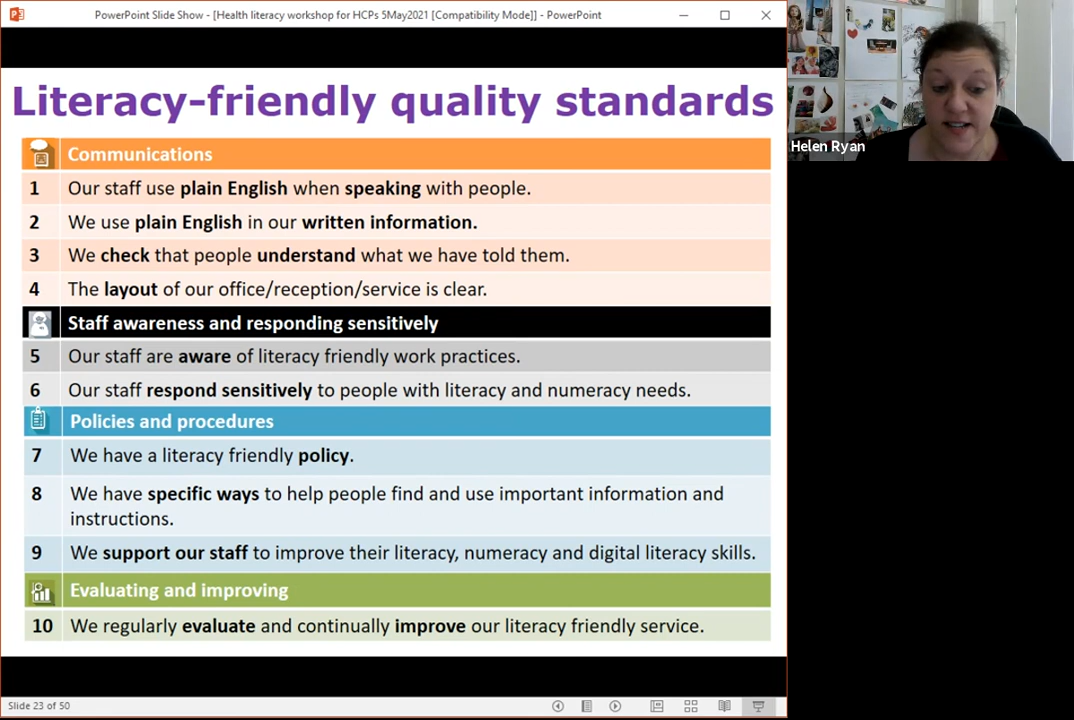 PowerPoint Slide Show - [Health literacy workshop for HCPs 5May2021 [Compatibility Mode]] - PowerPoint
Helen Ryan
Literacy-friendly quality standards
Communications
1 Our staff use plain English when speaking with people.
2 We use plain English in our written information.
3 We check that people understand what we have told them.
4 The layout of our office/reception/service is clear.
Staff awareness and responding sensitively
5 Our staff are aware of literacy friendly work practices.
6 Our staff respond sensitively to people with literacy and numeracy needs.
Policies and procedures
7 We have a literacy friendly policy.
8 We have specific ways to help people find and use important information and
instructions.
9 We support our staff to improve their literacy, numeracy and digital literacy skills.
Evaluating and improving
10 We regularly evaluate and continually improve our literacy friendly service.
Slide 23 of 50